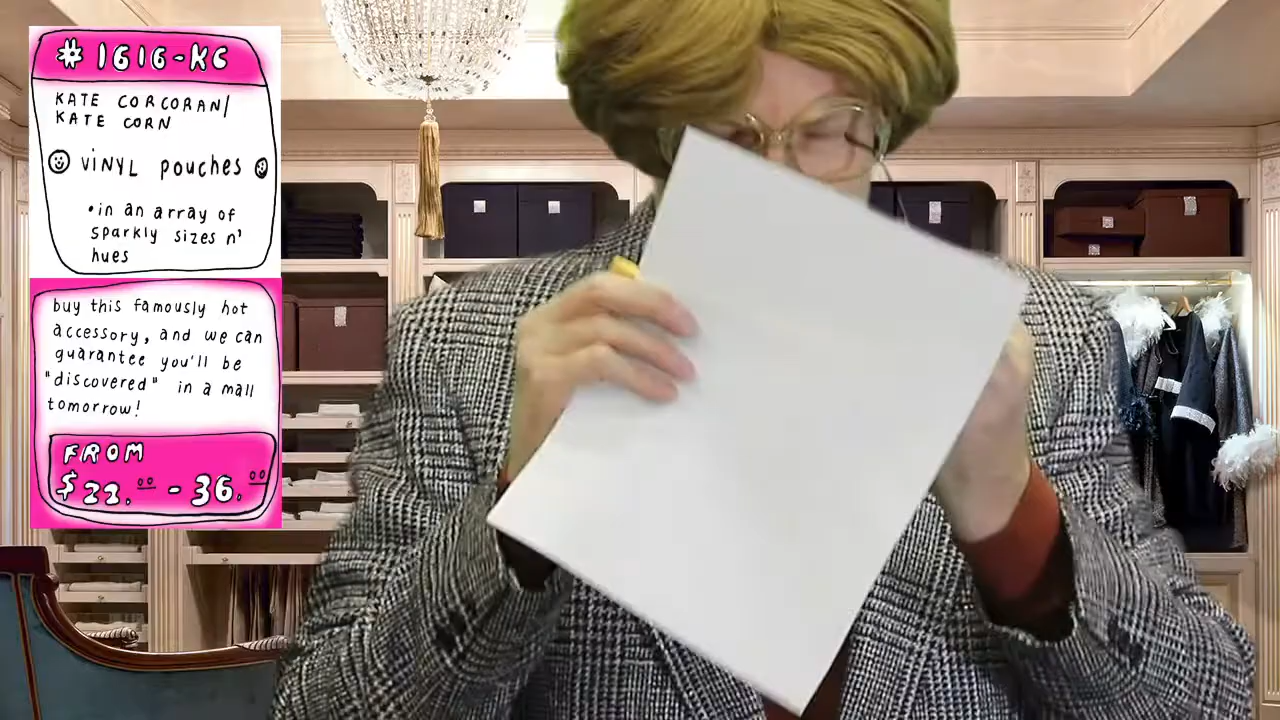 # 1616-KC
KATE CORCORAN/
KATE CORN
VINYL pouches
•in an array of
sparkly sizes n'
hues
buy this famously hot
accessory, and we can
guarantee you'll be
"discovered" in a mall
tomorrow!
FROM
$22.00 - 36.00